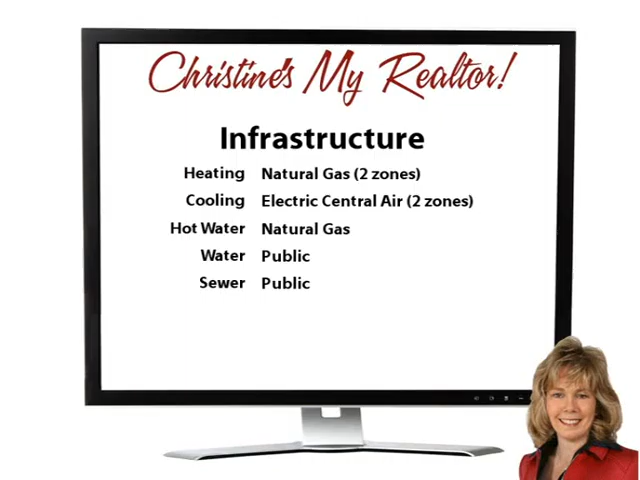 Christine's My Realtor!
Infrastructure
Heating Natural Gas (2 zones)
Cooling Electric Central Air (2 zones)
Hot Water Natural Gas
Water Public
Sewer Public